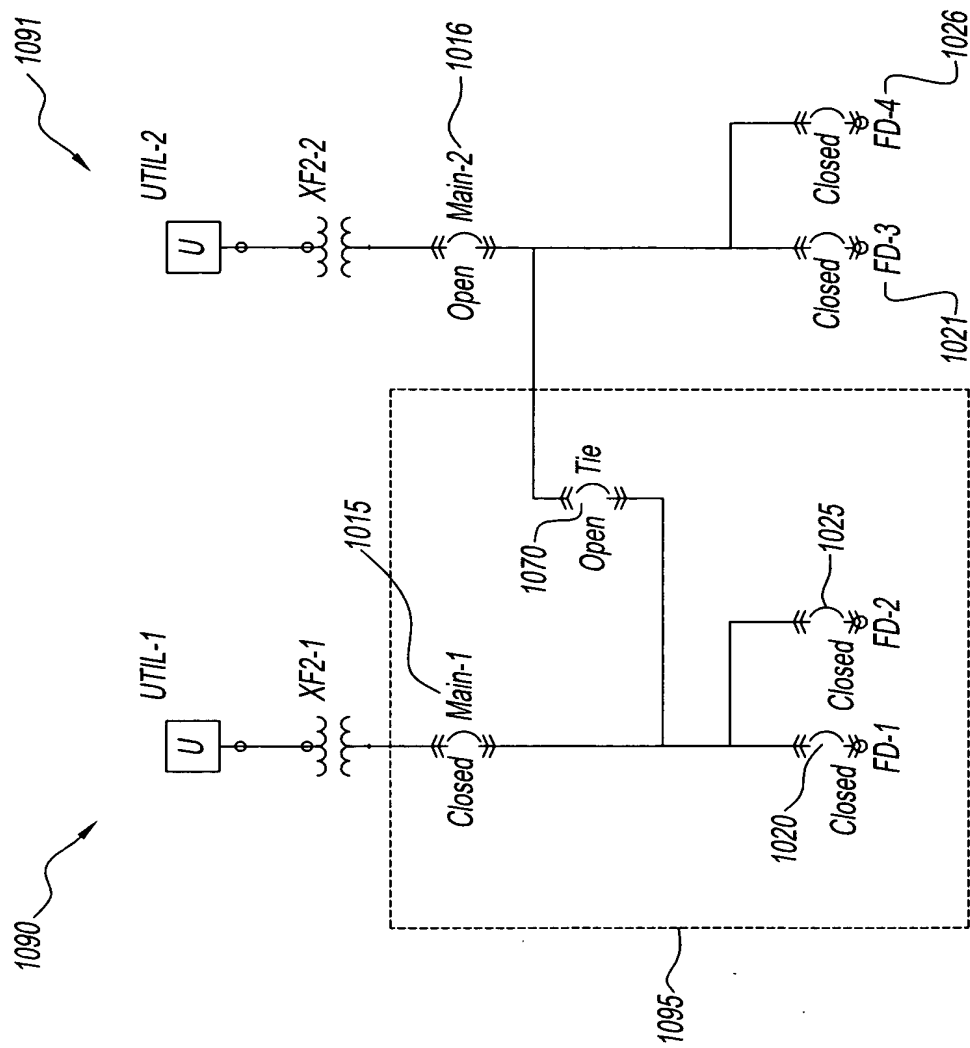 1090
1091
UTIL-1
UTIL-2
U
U
XF2-1
XF2-2
1015
Main-1
Closed
Main-2
1016
Open
Tie
1070
Open
1020
Closed
FD-1
1025
Closed
FD-2
Closed
FD-3
1021
Closed
FD-4
1026
1095